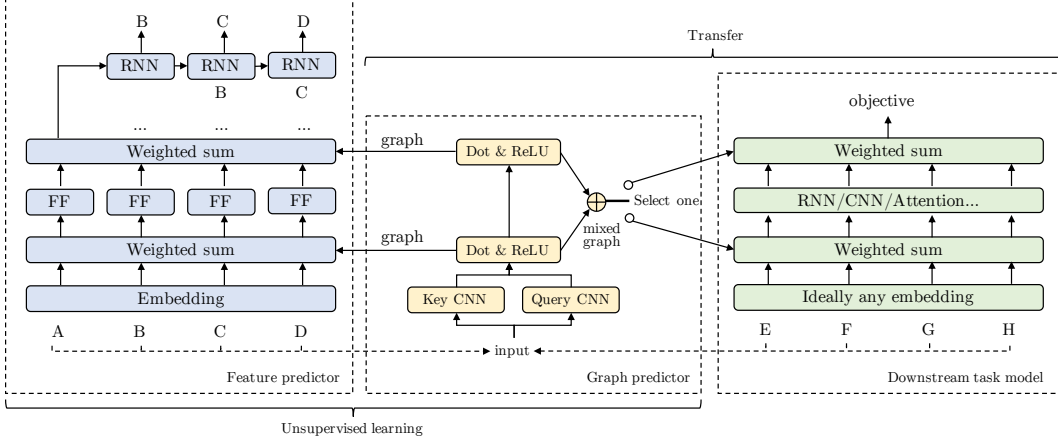 B C D
RNN RNN RNN
B C
... ... ...
Weighted sum
FF FF FF FF
Weighted sum
Embedding
A B C D
Feature predictor
Unsupervised learning
graph
graph
Dot & ReLU
Dot & ReLU
Key CNN Query CNN
input
mixed
graph
Select one
Graph predictor
Transfer
objective
Weighted sum
RNN/CNN/Attention...
Weighted sum
Ideally any embedding
E F G H
Downstream task model